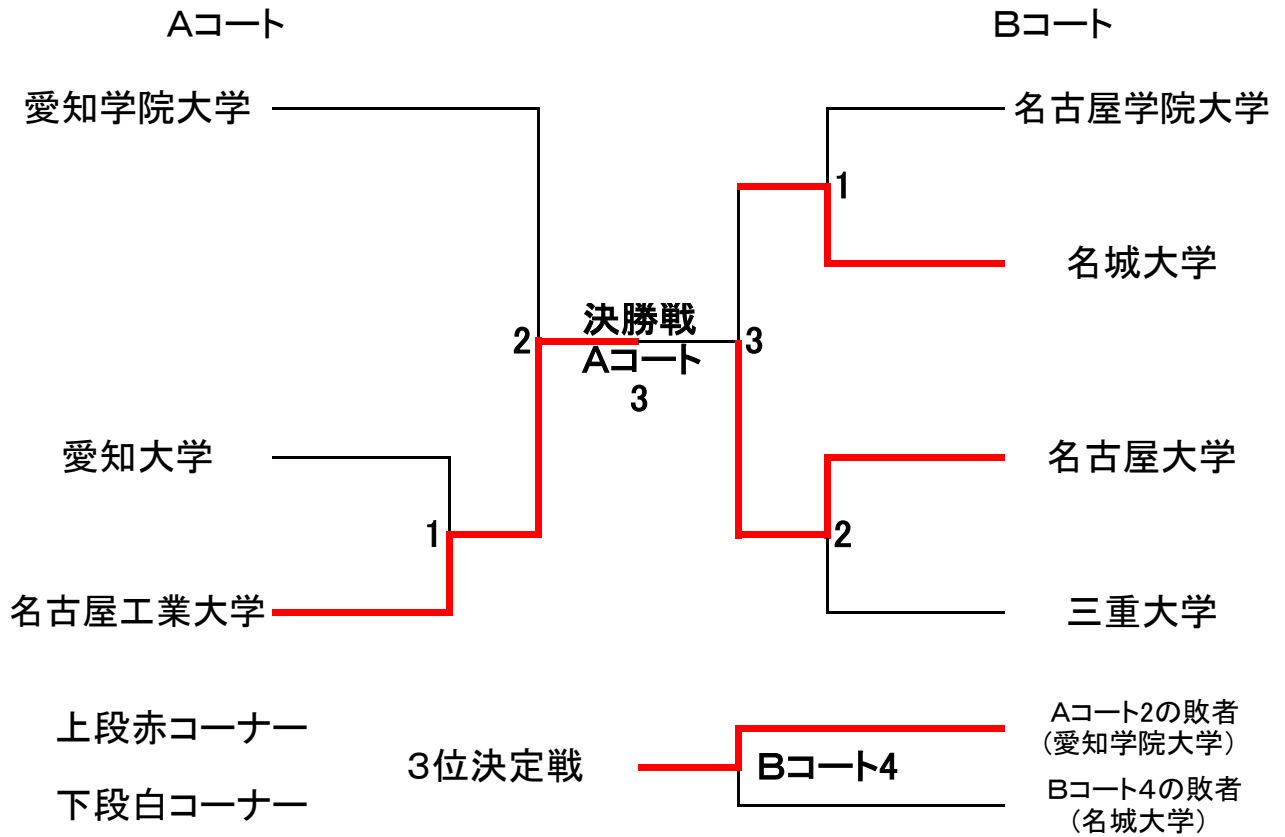 Aコート
Bコート
愛知学院大学
名古屋学院大学
1
名城大学
決勝戦
2
3
Aコート
3
愛知大学
名古屋大学
1
2
名古屋工業大学
三重大学
上段赤コーナー
Aコート2の敗者
(愛知学院大学)
3位決定戦
Bコート4
下段白コーナー
Bコート4の敗者
(名城大学)